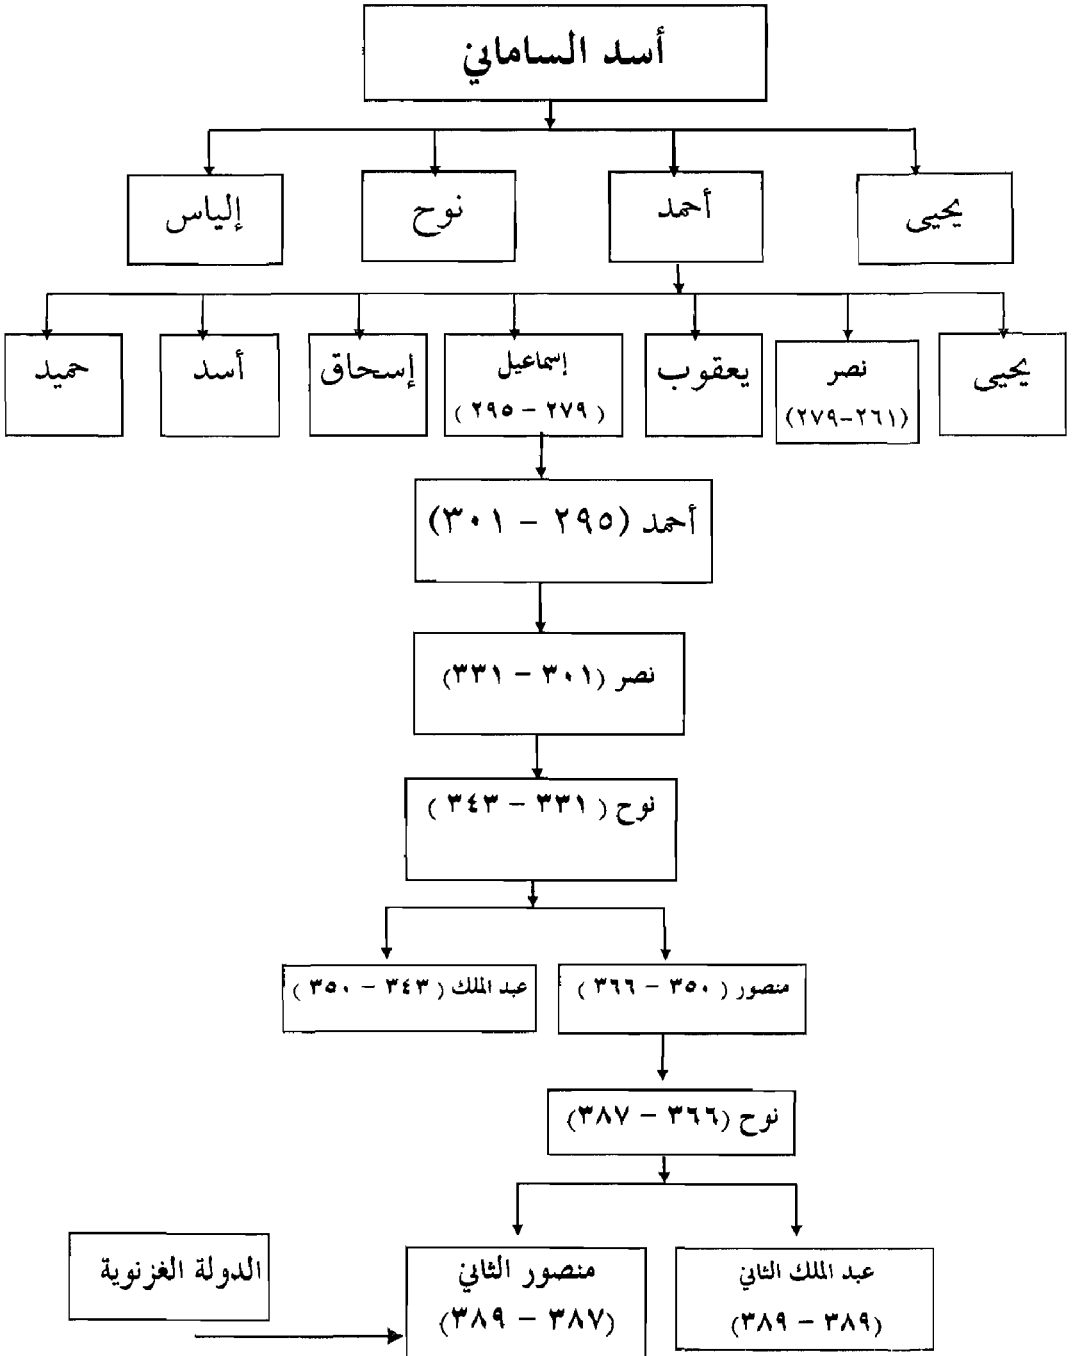 أسد الساماني
يحيى
أحمد
نوح
إلياس
يحيى
نصر
(٢٦١-٢٧٩)
يعقوب
إسماعيل
( ٢٧٩ - ٢٩٥ )
إسحاق
أسد
حميد
أحمد (٢٩٥ - ٣٠١)
نصر (٣٠١ - ٣٣١)
نوح ( ٣٣١ - ٣٤٣ )
منصور ( ٣٥٠ - ٣٦٦ )
عبد الملك ( ٣٤٣ - ٣٥٠ )
نوح (٣٦٦ - ٣٨٧)
عبد الملك الثاني
(٣٨٩ - ٣٨٩)
منصور الثاني
(٣٨٧ - ٣٨٩)
الدولة الغزنوية